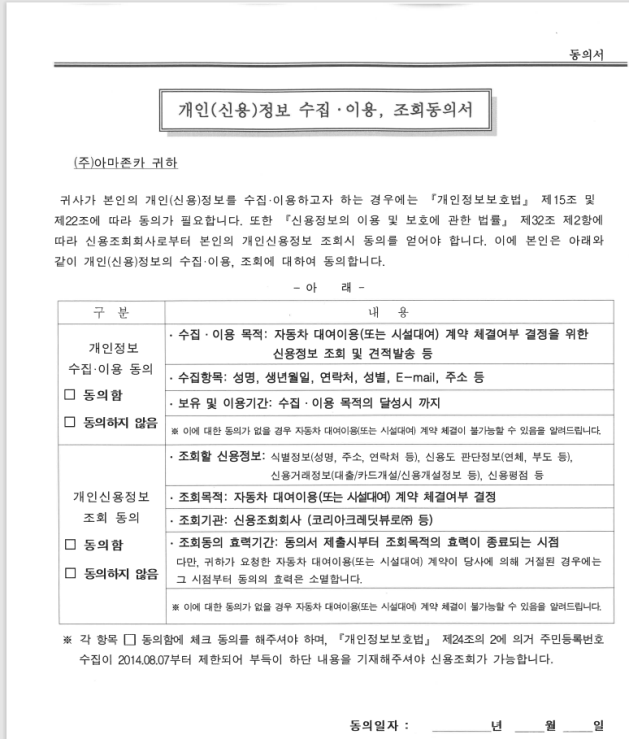 동의서
개인(신용)정보 수집·이용, 조회동의서
(주)아마존카 귀하
귀사가 본인의 개인(신용)정보를 수집·이용하고자 하는 경우에는 『개인정보보호법』 제15조 및
제22조에 따라 동의가 필요합니다. 또한 『신용정보의 이용 및 보호에 관한 법률』 제32조 제2항에
따라 신용조회회사로부터 본인의 개인신용정보 조회시 동의를 얻어야 합니다. 이에 본인은 아래와
같이 개인(신용)정보의 수집·이용, 조회에 대하여 동의합니다.
- 아 래 -
구 분 내 용
개인정보
수집·이용 동의
☐ 동의함
☐ 동의하지 않음
· 수집·이용 목적: 자동차 대여이용(또는 시설대여) 계약 체결여부 결정을 위한
신용정보 조회 및 견적발송 등
· 수집항목: 성명, 생년월일, 연락처, 성별, E-mail, 주소 등
· 보유 및 이용기간: 수집·이용 목적의 달성시 까지
※ 이에 대한 동의가 없을 경우 자동차 대여이용(또는 시설대여) 계약 체결이 불가능할 수 있음을 알려드립니다.
개인신용정보
조회 동의
☐ 동의함
☐ 동의하지 않음
· 조회할 신용정보: 식별정보(성명, 주소, 연락처 등), 신용도 판단정보(연체, 부도 등),
신용거래정보(대출/카드개설/신용개설정보 등), 신용평점 등
· 조회목적: 자동차 대여이용(또는 시설대여) 계약 체결여부 결정
· 조회기관: 신용조회회사 (코리아크레딧뷰로㈜ 등)
· 조회동의 효력기간: 동의서 제출시부터 조회목적의 효력이 종료되는 시점
다만, 귀하가 요청한 자동차 대여이용(또는 시설대여) 계약이 당사에 의해 거절된 경우에는
그 시점부터 동의의 효력은 소멸합니다.
※ 이에 대한 동의가 없을 경우 자동차 대여이용(또는 시설대여) 계약 체결이 불가능할 수 있음을 알려드립니다.
※ 각 항목 ☐ 동의함에 체크 동의를 해주셔야 하며, 『개인정보보호법』 제24조의 2에 의거 주민등록번호
수집이 2014.08.07부터 제한되어 부득이 하단 내용을 기재해주셔야 신용조회가 가능합니다.
동의일자 : ________년 ____월 ____일